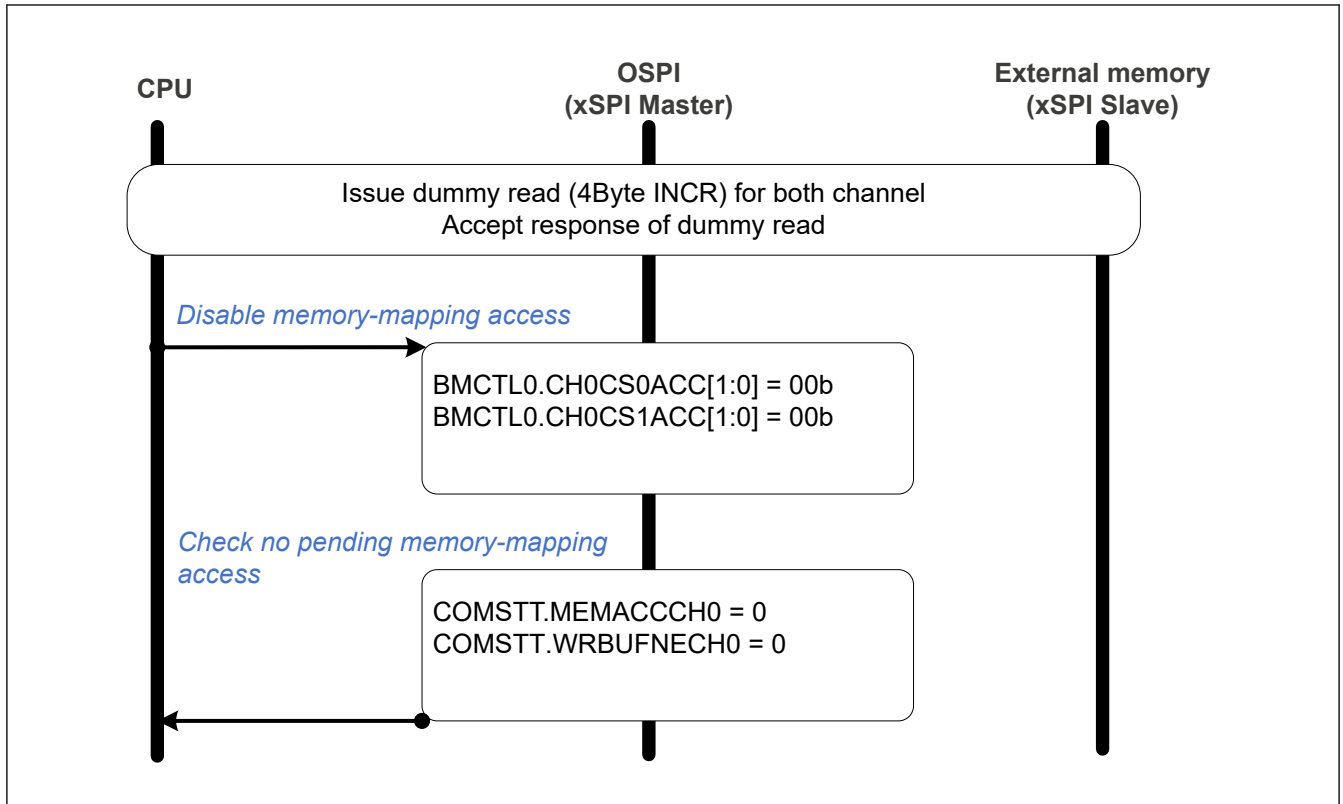 CPU
OSPI
(xSPI Master)
External memory
(xSPI Slave)
Issue dummy read (4Byte INCR) for both channel
Accept response of dummy read
Disable memory-mapping access
BMCTL0.CH0CS0ACC[1:0] = 00b
BMCTL0.CH0CS1ACC[1:0] = 00b
Check no pending memory-mapping
access
COMSTT.MEMACCCH0 = 0
COMSTT.WRBUFNECH0 = 0